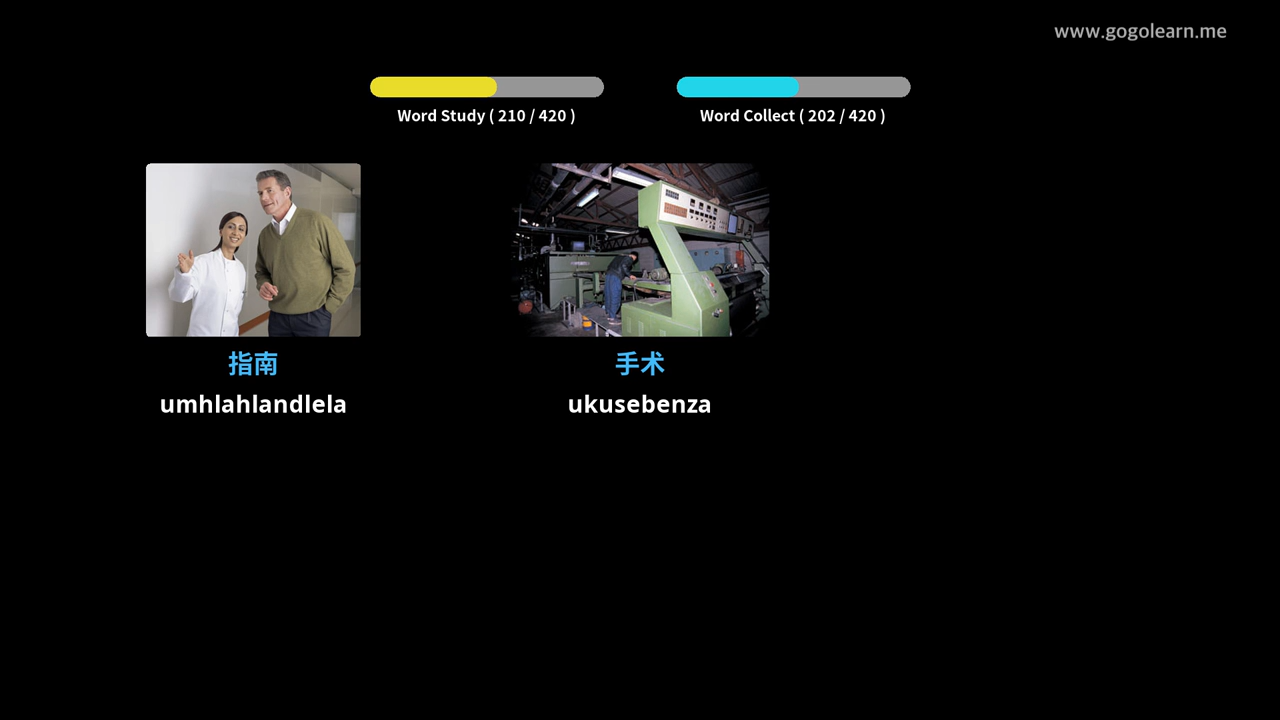 www.gogolearn.me
Word Study ( 210 / 420 )
Word Collect ( 202 / 420 )
指南
手术
umhlahlandlela
ukusebenza